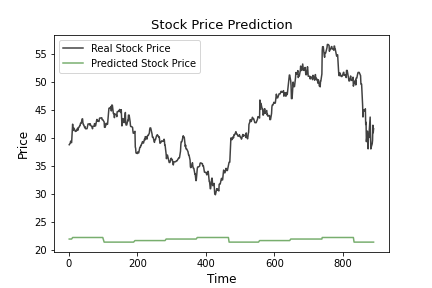 Stock Price Prediction
Real Stock Price
Predicted Stock Price
Price
55
50
45
40
35
30
25
20
0 200 400 600 800
Time